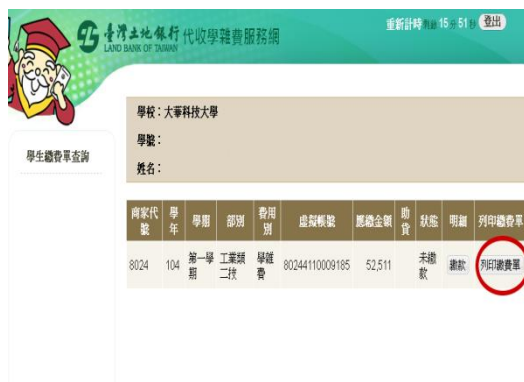 臺灣土地銀行 代收學雜費服務網
LAND BANK OF TAIWAN
重新計時 剩餘 15 分 51 秒 登出
學校：大華科技大學
學號：
姓名：
學生繳費單查詢
商家代號 學年 學期 部別 費用別 虛擬帳號 應繳金額 助貸 狀態 明細 列印繳費單
8024 104 第一學期 工業類二技 學雜費 80244110009185 52,511 未繳款 繳款 列印繳費單